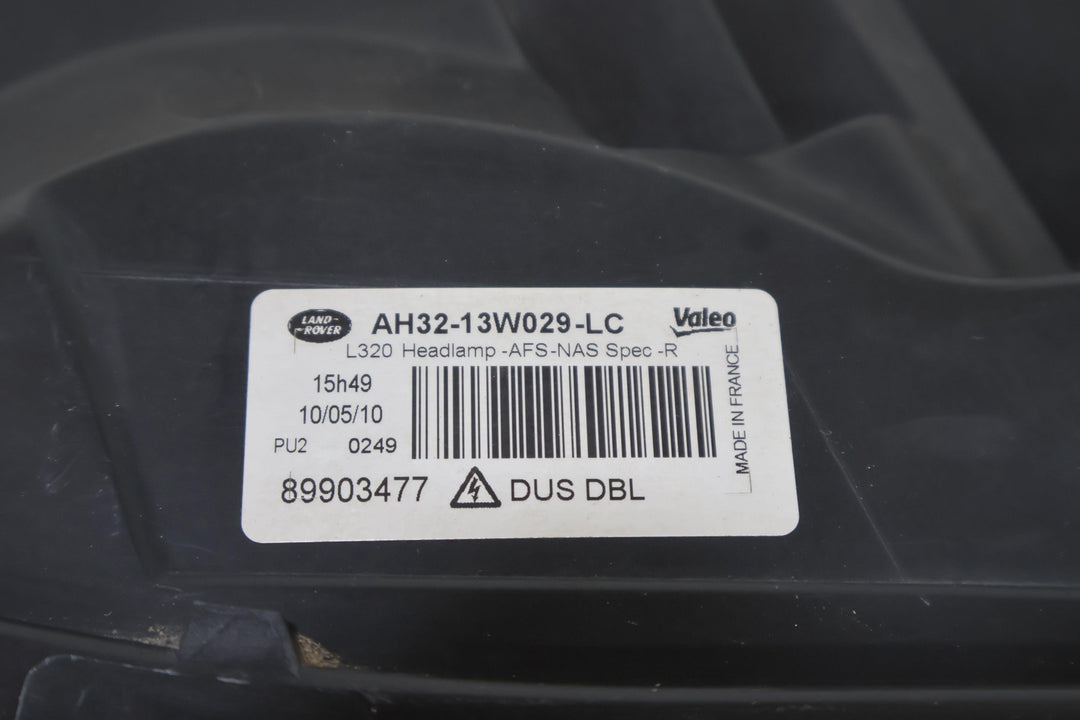 LAND-
ROVER
AH32-13W029-LC
Valeo
L320 Headlamp -AFS-NAS Spec -R
15h49
10/05/10
PU2 0249
MADE IN FRANCE
89903477 DUS DBL